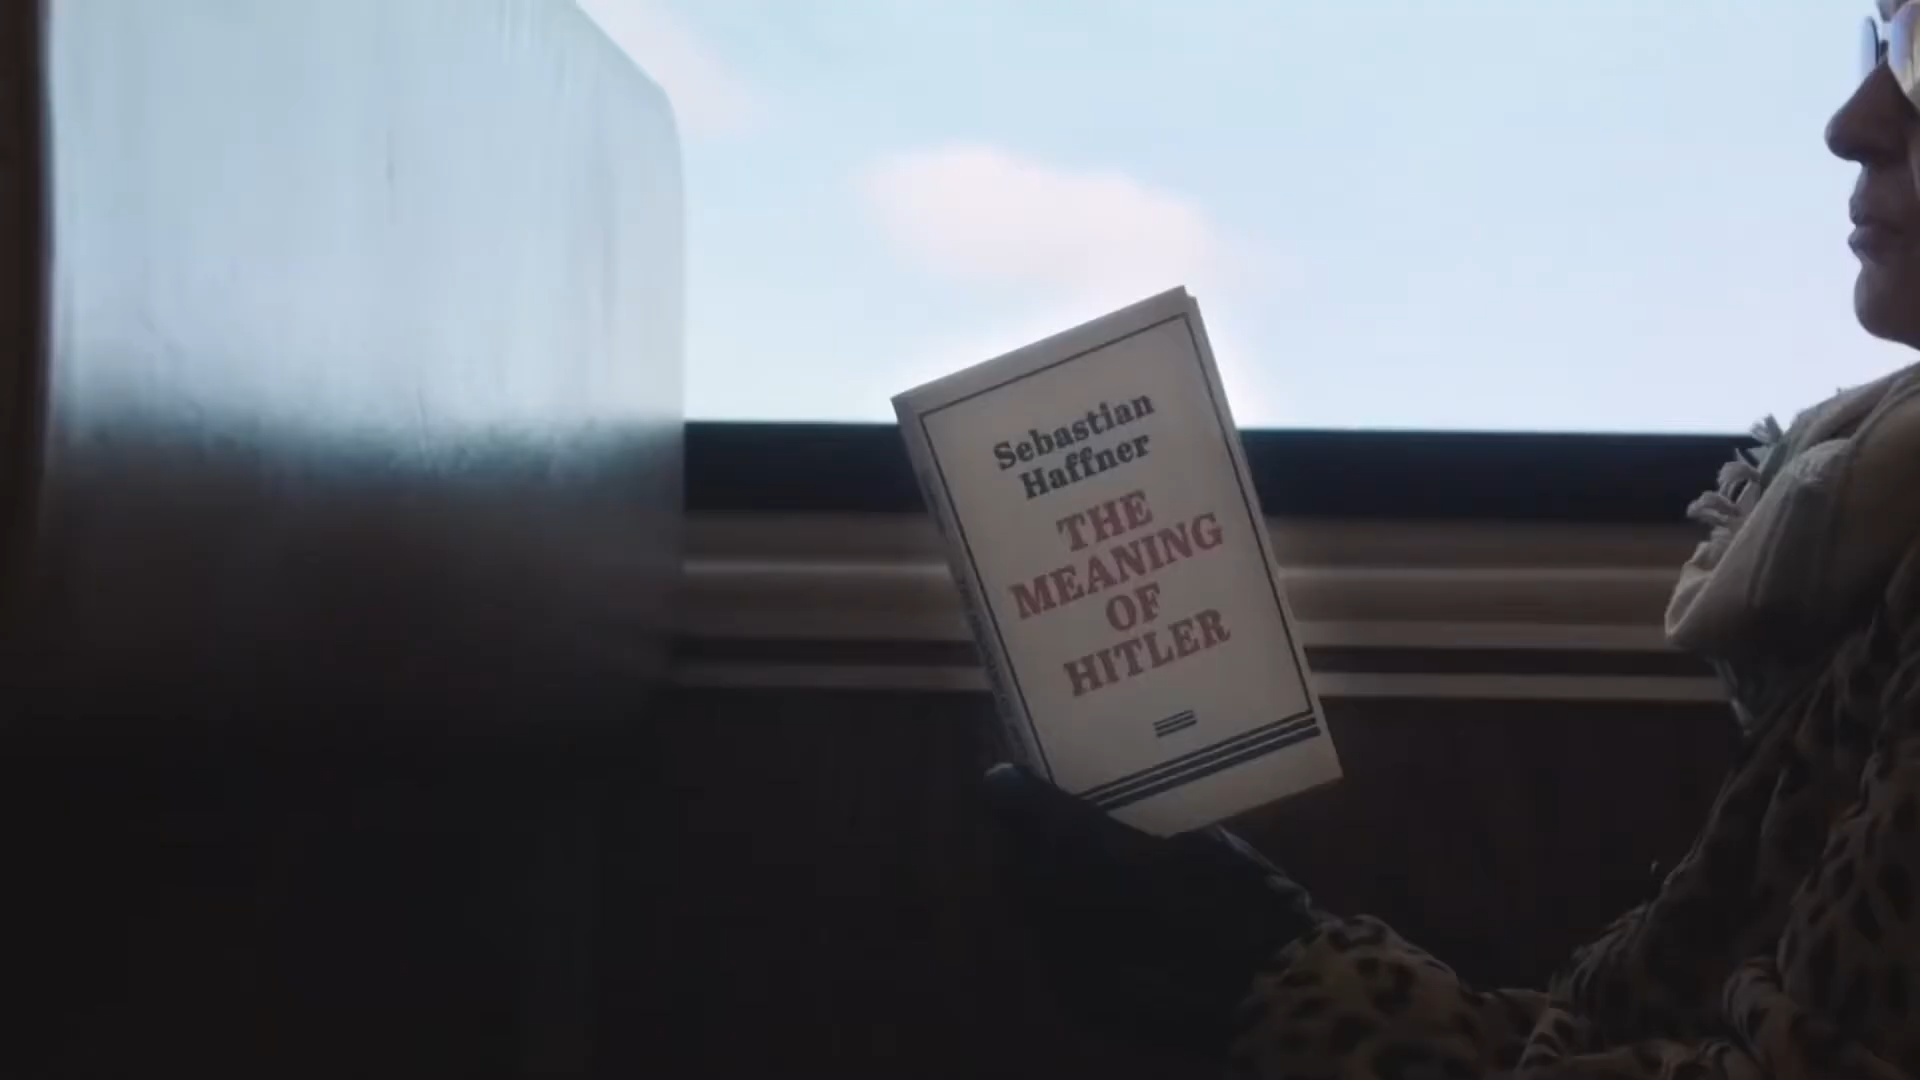 Sebastian
Haffner
THE
MEANING
OF
HITLER